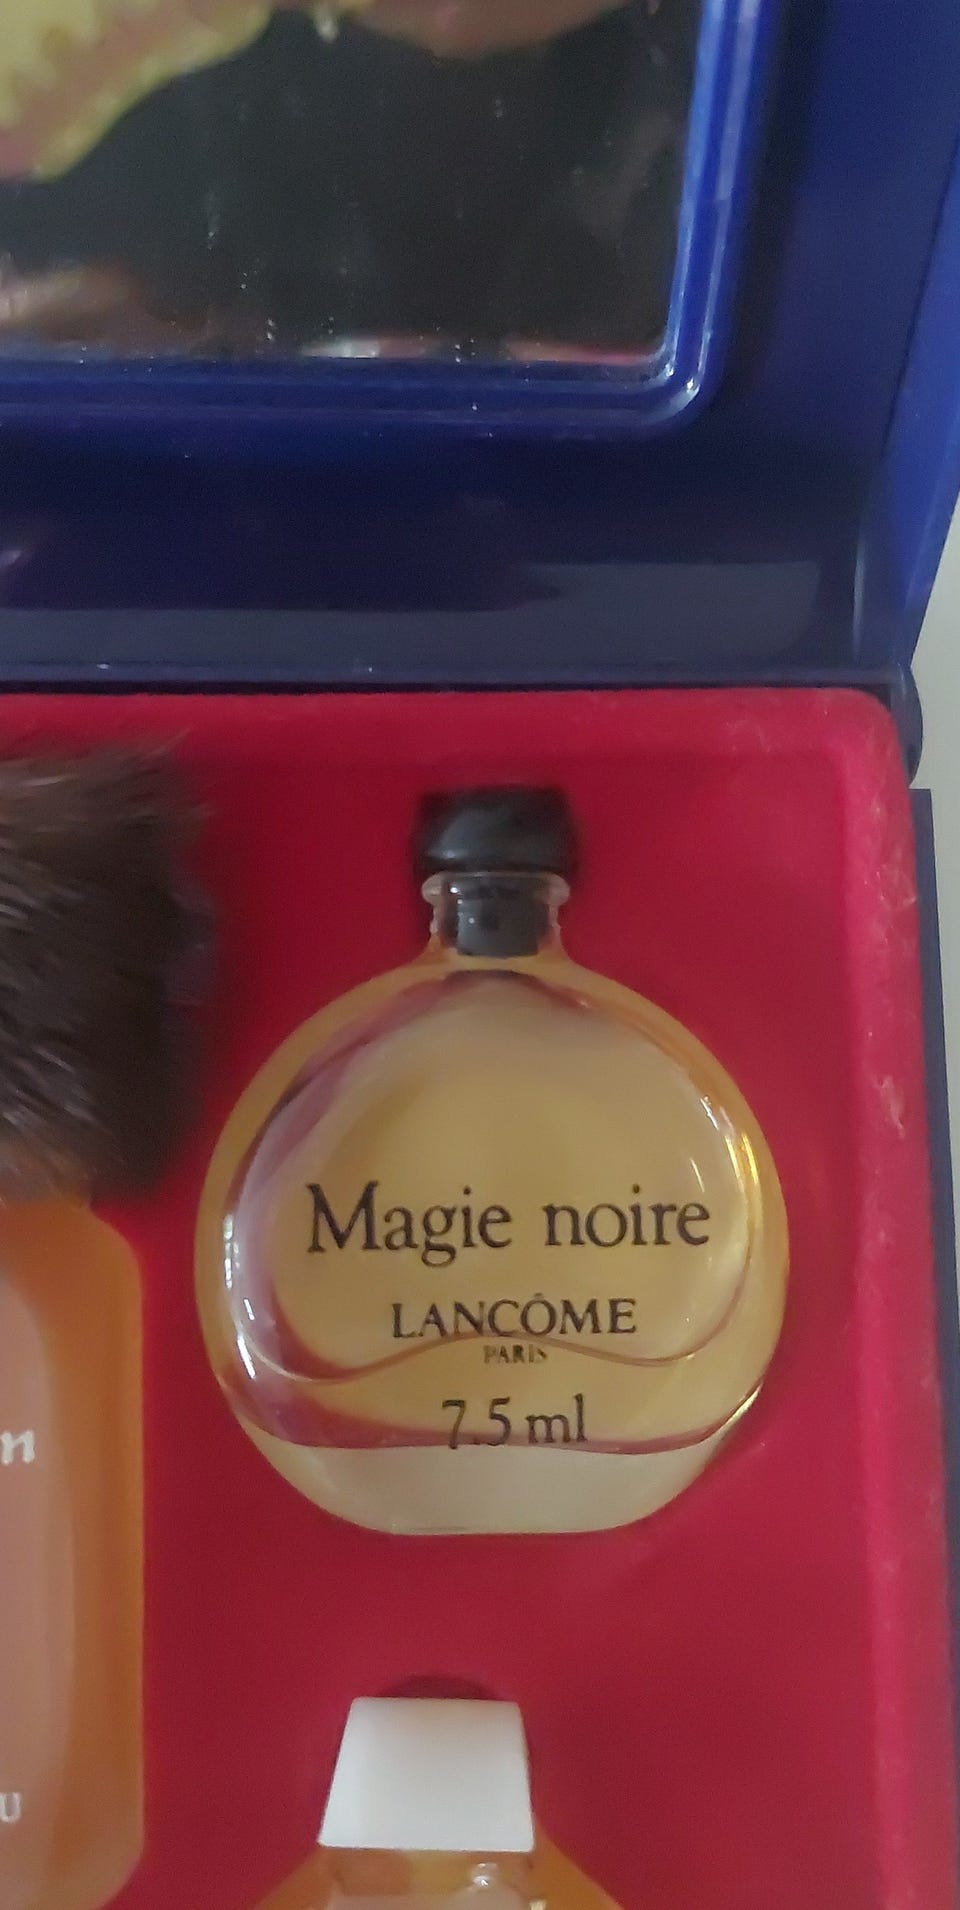 Magie noire
LANCÔME
PARIS
7.5 ml
n
U